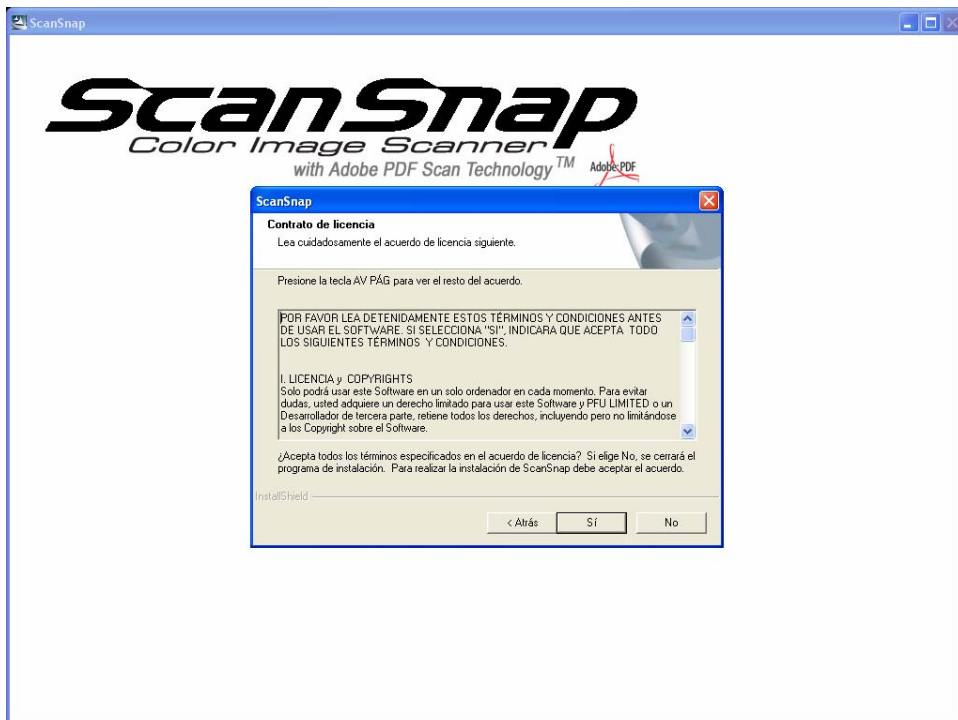 ScanSnap
ScanSnap
Color Image Scanner
with Adobe PDF Scan Technology TM
Adobe PDF
ScanSnap
Contrato de licencia
Lea cuidadosamente el acuerdo de licencia siguiente.
Presione la tecla AV PÁG para ver el resto del acuerdo.
POR FAVOR LEA DETENIDAMENTE ESTOS TÉRMINOS Y CONDICIONES ANTES
DE USAR EL SOFTWARE. SI SELECCIONA "SI", INDICARA QUE ACEPTA TODO
LOS SIGUIENTES TÉRMINOS Y CONDICIONES.
I. LICENCIA y COPYRIGHTS
Solo podrá usar este Software en un solo ordenador en cada momento. Para evitar
dudas, usted adquiere un derecho limitado para usar este Software y PFU LIMITED o un
Desarrollador de tercera parte, retiene todos los derechos, incluyendo pero no limitándose
a los Copyright sobre el Software.
¿Acepta todos los términos especificados en el acuerdo de licencia? Si elige No, se cerrará el
programa de instalación. Para realizar la instalación de ScanSnap debe aceptar el acuerdo.
InstallShield
< Atrás Sí No